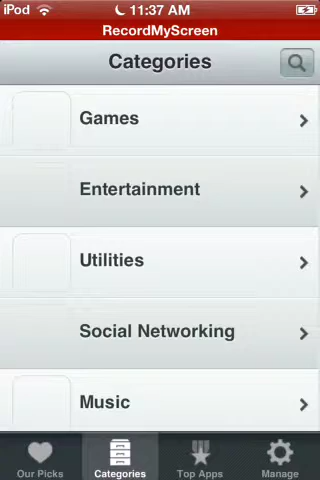 iPod 11:37 AM
RecordMyScreen
Categories
Games
Entertainment
Utilities
Social Networking
Music
Our Picks Categories Top Apps Manage